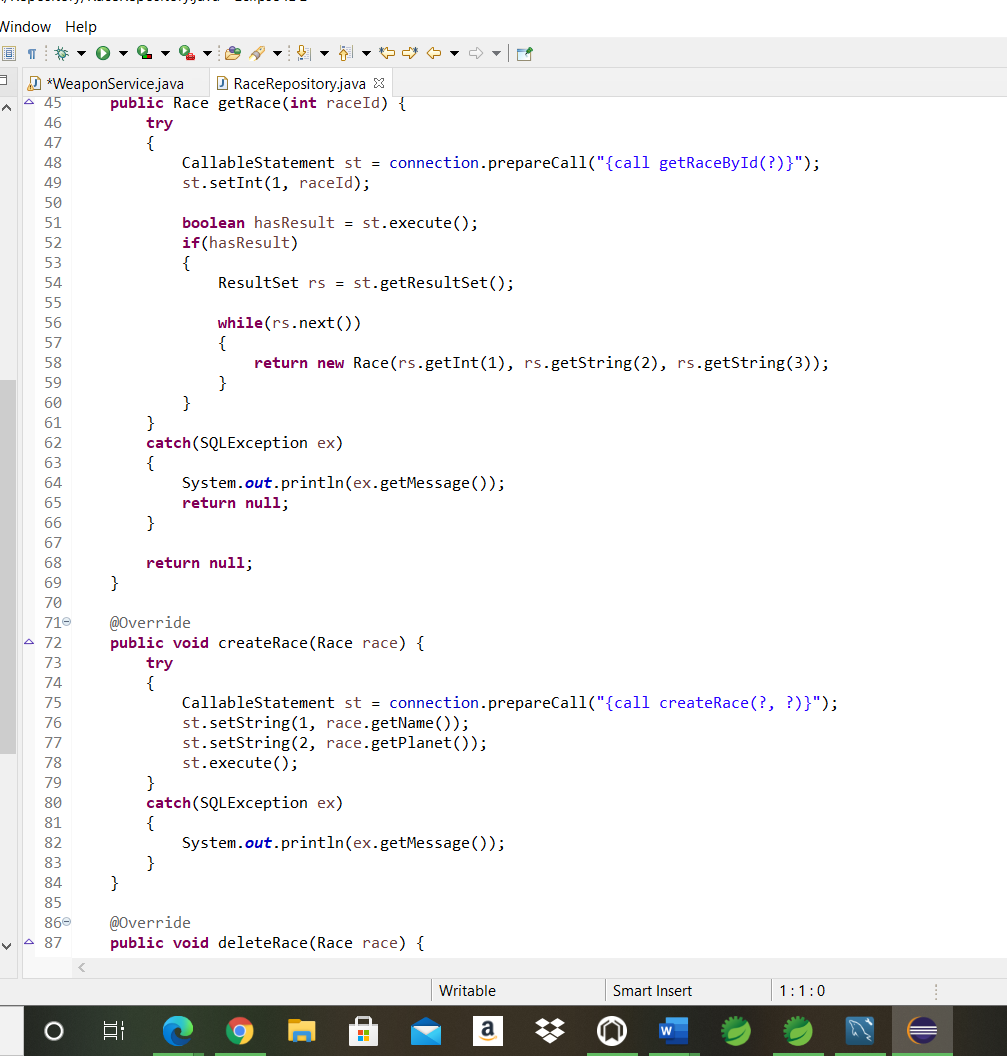 Window Help
*WeaponService.java RaceRepository.java
45 public Race getRace(int raceId) {
46 try
47 {
48 CallableStatement st = connection.prepareCall("{call getRaceById(?)}");
49 st.setInt(1, raceId);
50
51 boolean hasResult = st.execute();
52 if(hasResult)
53 {
54 ResultSet rs = st.getResultSet();
55
56 while(rs.next())
57 {
58 return new Race(rs.getInt(1), rs.getString(2), rs.getString(3));
59 }
60 }
61 }
62 catch(SQLException ex)
63 {
64 System.out.println(ex.getMessage());
65 return null;
66 }
67
68 return null;
69 }
70
71 @Override
72 public void createRace(Race race) {
73 try
74 {
75 CallableStatement st = connection.prepareCall("{call createRace(?, ?)}");
76 st.setString(1, race.getName());
77 st.setString(2, race.getPlanet());
78 st.execute();
79 }
80 catch(SQLException ex)
81 {
82 System.out.println(ex.getMessage());
83 }
84 }
85
86 @Override
87 public void deleteRace(Race race) {
Writable Smart Insert 1 : 1 : 0